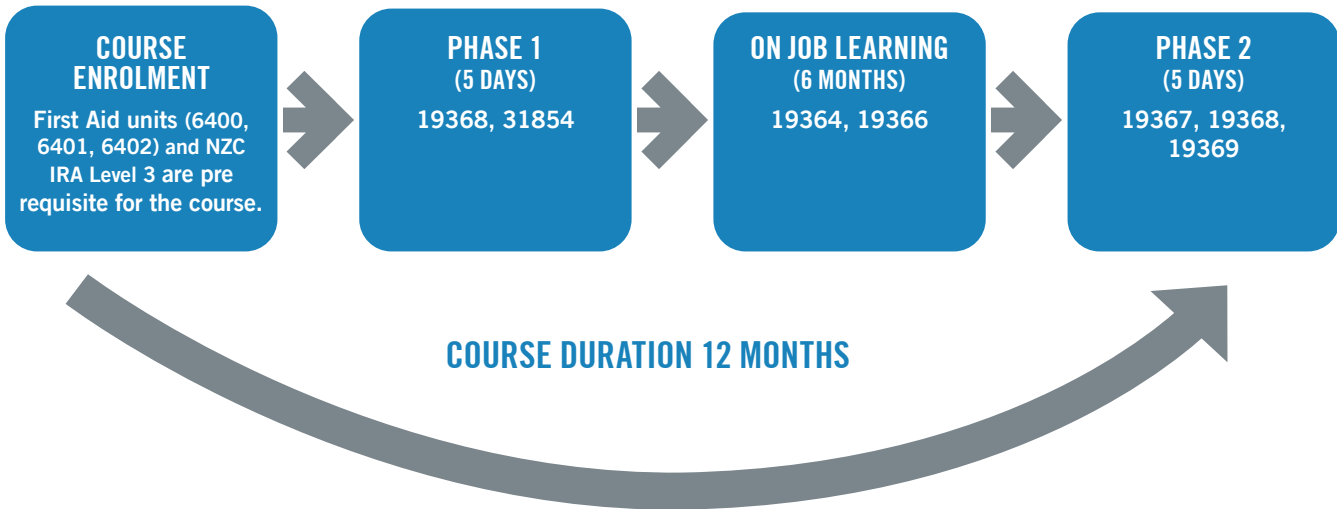 COURSE
ENROLMENT
First Aid units (6400,
6401, 6402) and NZC
IRA Level 3 are pre
requisite for the course.
PHASE 1
(5 DAYS)
19368, 31854
ON JOB LEARNING
(6 MONTHS)
19364, 19366
PHASE 2
(5 DAYS)
19367, 19368,
19369
COURSE DURATION 12 MONTHS